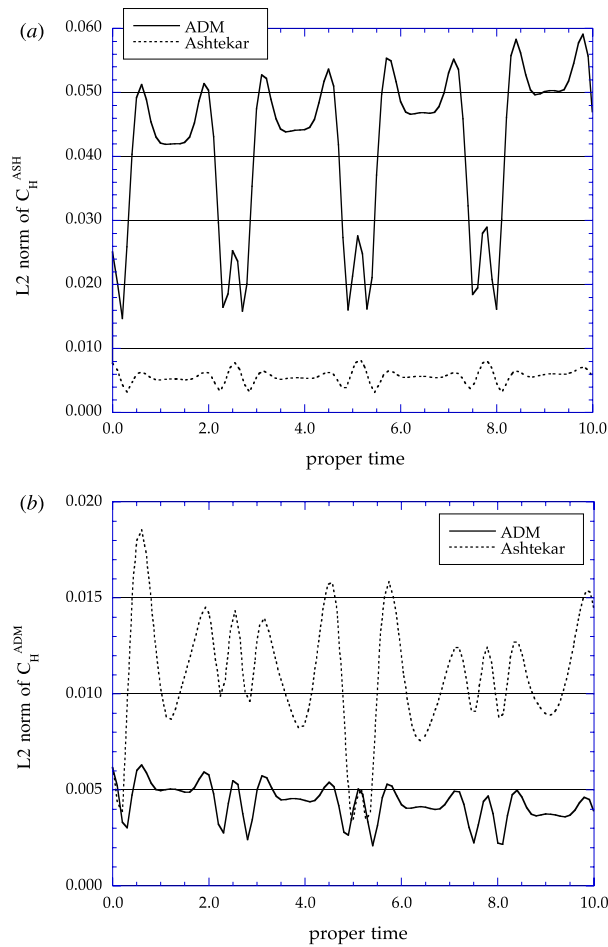 (a)
ADM
Ashtekar
0.060
0.050
0.040
0.030
0.020
0.010
0.000
L2 norm of C_H^ASH
0.0 2.0 4.0 6.0 8.0 10.0
proper time
(b)
ADM
Ashtekar
0.020
0.015
0.010
0.005
0.000
L2 norm of C_H^ADM
0.0 2.0 4.0 6.0 8.0 10.0
proper time